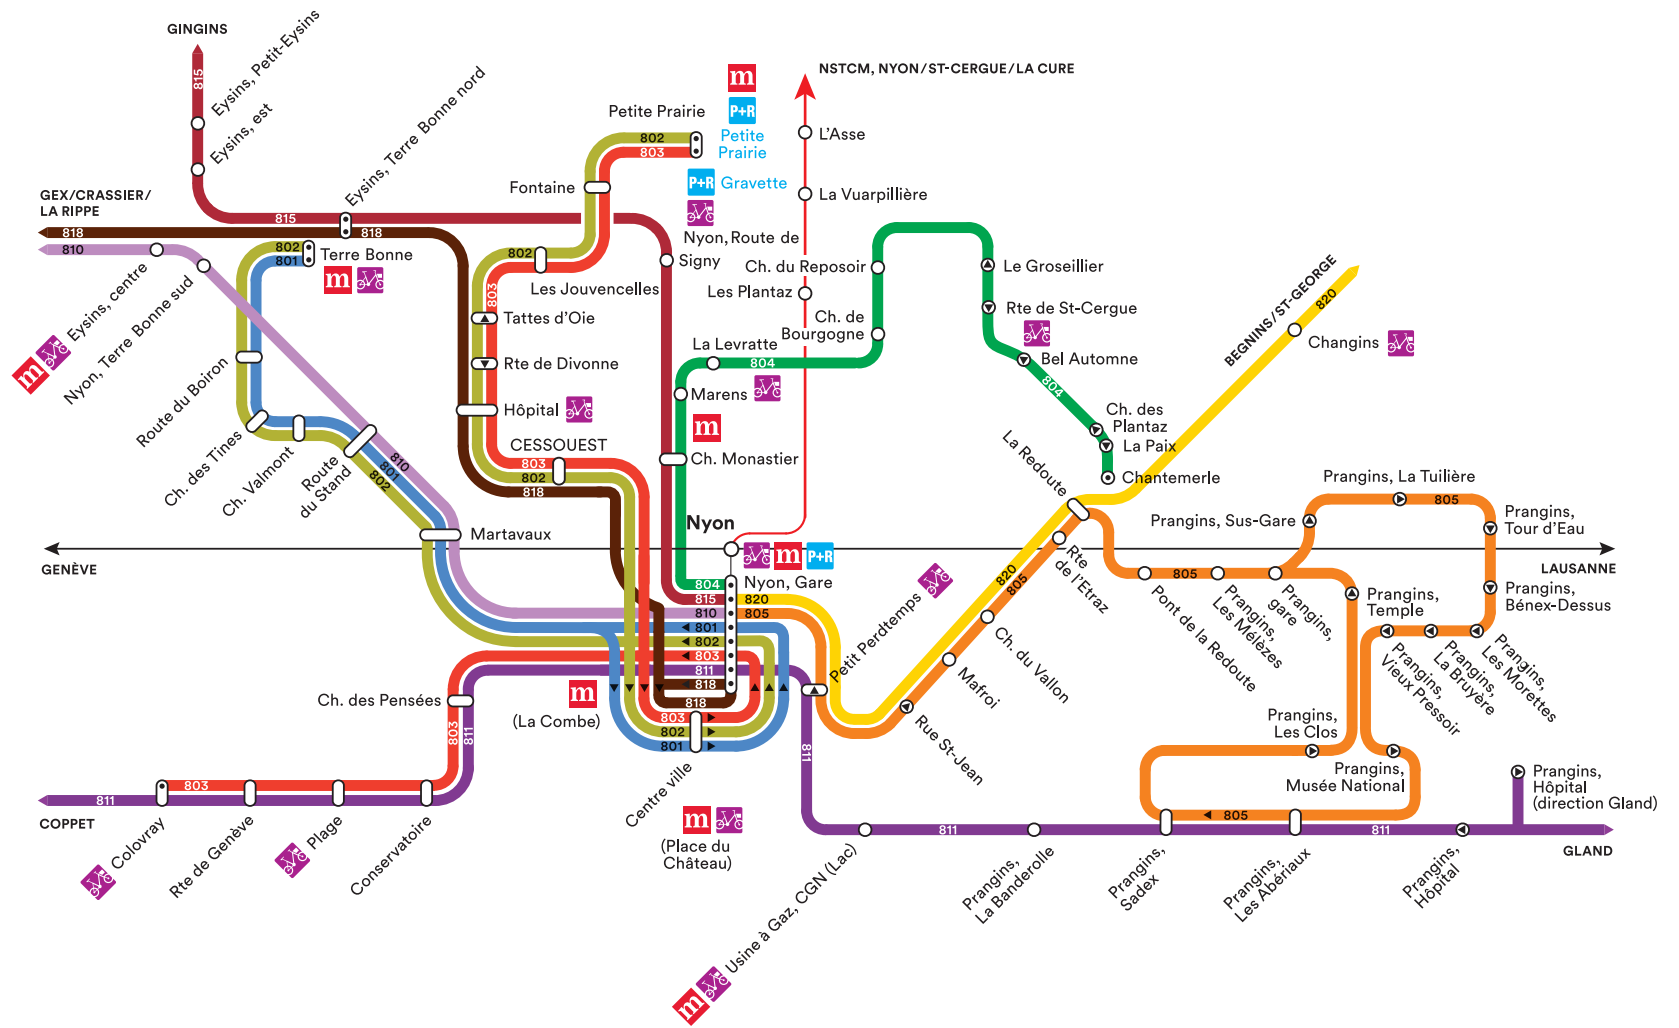 GINGINS
815
Eysins, Petit-Eysins
Eysins, est
Eysins, Terre Bonne nord
GEX/CRASSIER/
LA RIPPE
815
818
818
810
802
801
Terre Bonne
m
Eysins, centre
m
Nyon, Terre Bonne sud
Route du Boiron
Ch. des Tines
Ch. Valmont
Route
du Stand
810
801
802
Martavaux
GENÈVE
m
P+R
Petite Prairie
Petite
Prairie
802
803
Fontaine
P+R
Gravette
Nyon, Route de
Signy
802
803
Les Jouvencelles
Tattes d'Oie
Rte de Divonne
Hôpital
CESSOUEST
803
802
818
NSTCM, NYON/ST-CERGUE/LA CURE
L'Asse
La Vuarpillière
Ch. du Reposoir
Les Plantaz
Ch. de
Bourgogne
La Levratte
804
Marens
m
Ch. Monastier
Le Groseillier
Rte de St-Cergue
Bel Automne
804
Ch. des
Plantaz
La Paix
Chantemerle
BEGNINS/ST-GEORGE
820
Changins
La Redoute
Nyon
m
P+R
Nyon, Gare
804
815
820
810
805
801
802
803
811
818
818
803
802
801
m
(La Combe)
Centre ville
m
(Place du
Château)
Petit Perdtemps
820
805
Rte
de l'Etraz
Ch. du Vallon
Mafroi
Rue St-Jean
Pont de la Redoute
805
Prangins,
Les Mélèzes
Prangins,
gare
Prangins, Sus-Gare
Prangins, La Tuilière
805
Prangins,
Tour d'Eau
LAUSANNE
Prangins,
Bénex-Dessus
Prangins,
Temple
Prangins,
Vieux Pressoir
Prangins,
La Bruyère
Prangins,
Les Morettes
Prangins,
Les Clos
Prangins,
Musée National
805
Prangins,
Hôpital
(direction Gland)
811
GLAND
Ch. des Pensées
803
811
803
811
COPPET
Colovray
Rte de Genève
Plage
Conservatoire
811
811
m
Usine à Gaz, CGN (Lac)
Prangins,
La Banderolle
Prangins,
Sadex
Prangins,
Les Abériaux
Prangins,
Hôpital